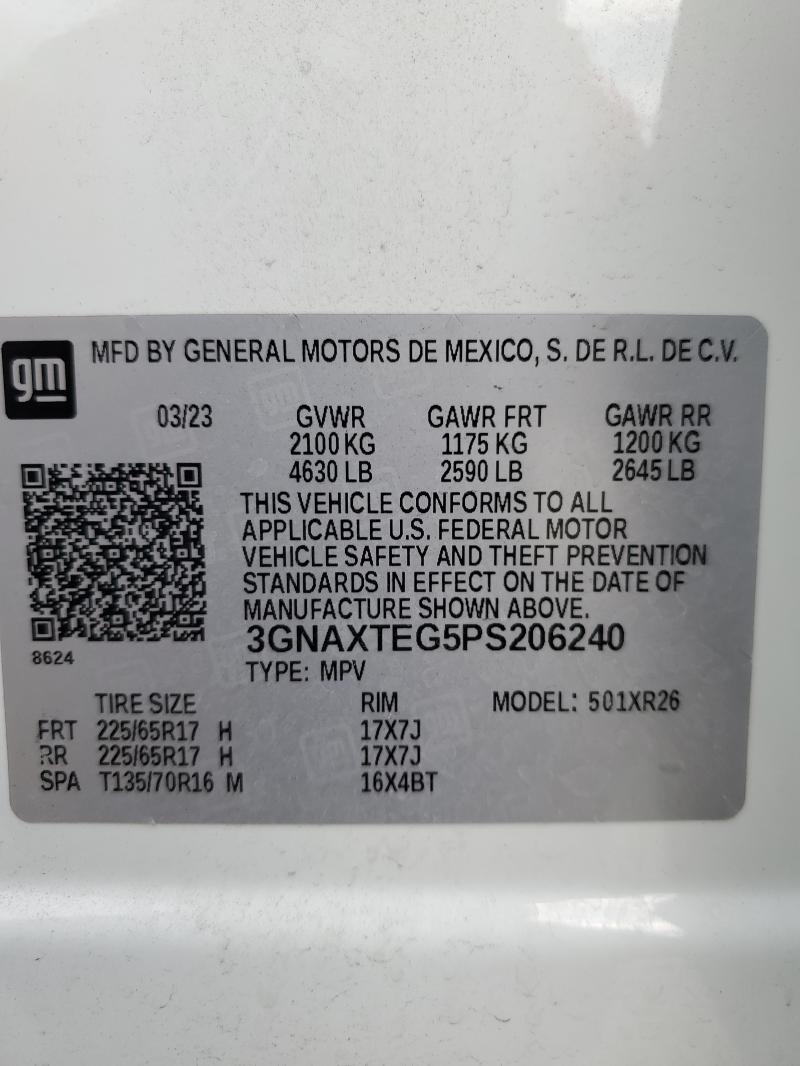 gm
MFD BY GENERAL MOTORS DE MEXICO, S. DE R.L. DE C.V.
03/23 GVWR GAWR FRT GAWR RR
2100 KG 1175 KG 1200 KG
4630 LB 2590 LB 2645 LB
THIS VEHICLE CONFORMS TO ALL
APPLICABLE U.S. FEDERAL MOTOR
VEHICLE SAFETY AND THEFT PREVENTION
STANDARDS IN EFFECT ON THE DATE OF
MANUFACTURE SHOWN ABOVE.
3GNAXTEG5PS206240
8624
TYPE: MPV
TIRE SIZE RIM MODEL: 501XR26
FRT 225/65R17 H 17X7J
RR 225/65R17 H 17X7J
SPA T135/70R16 M 16X4BT